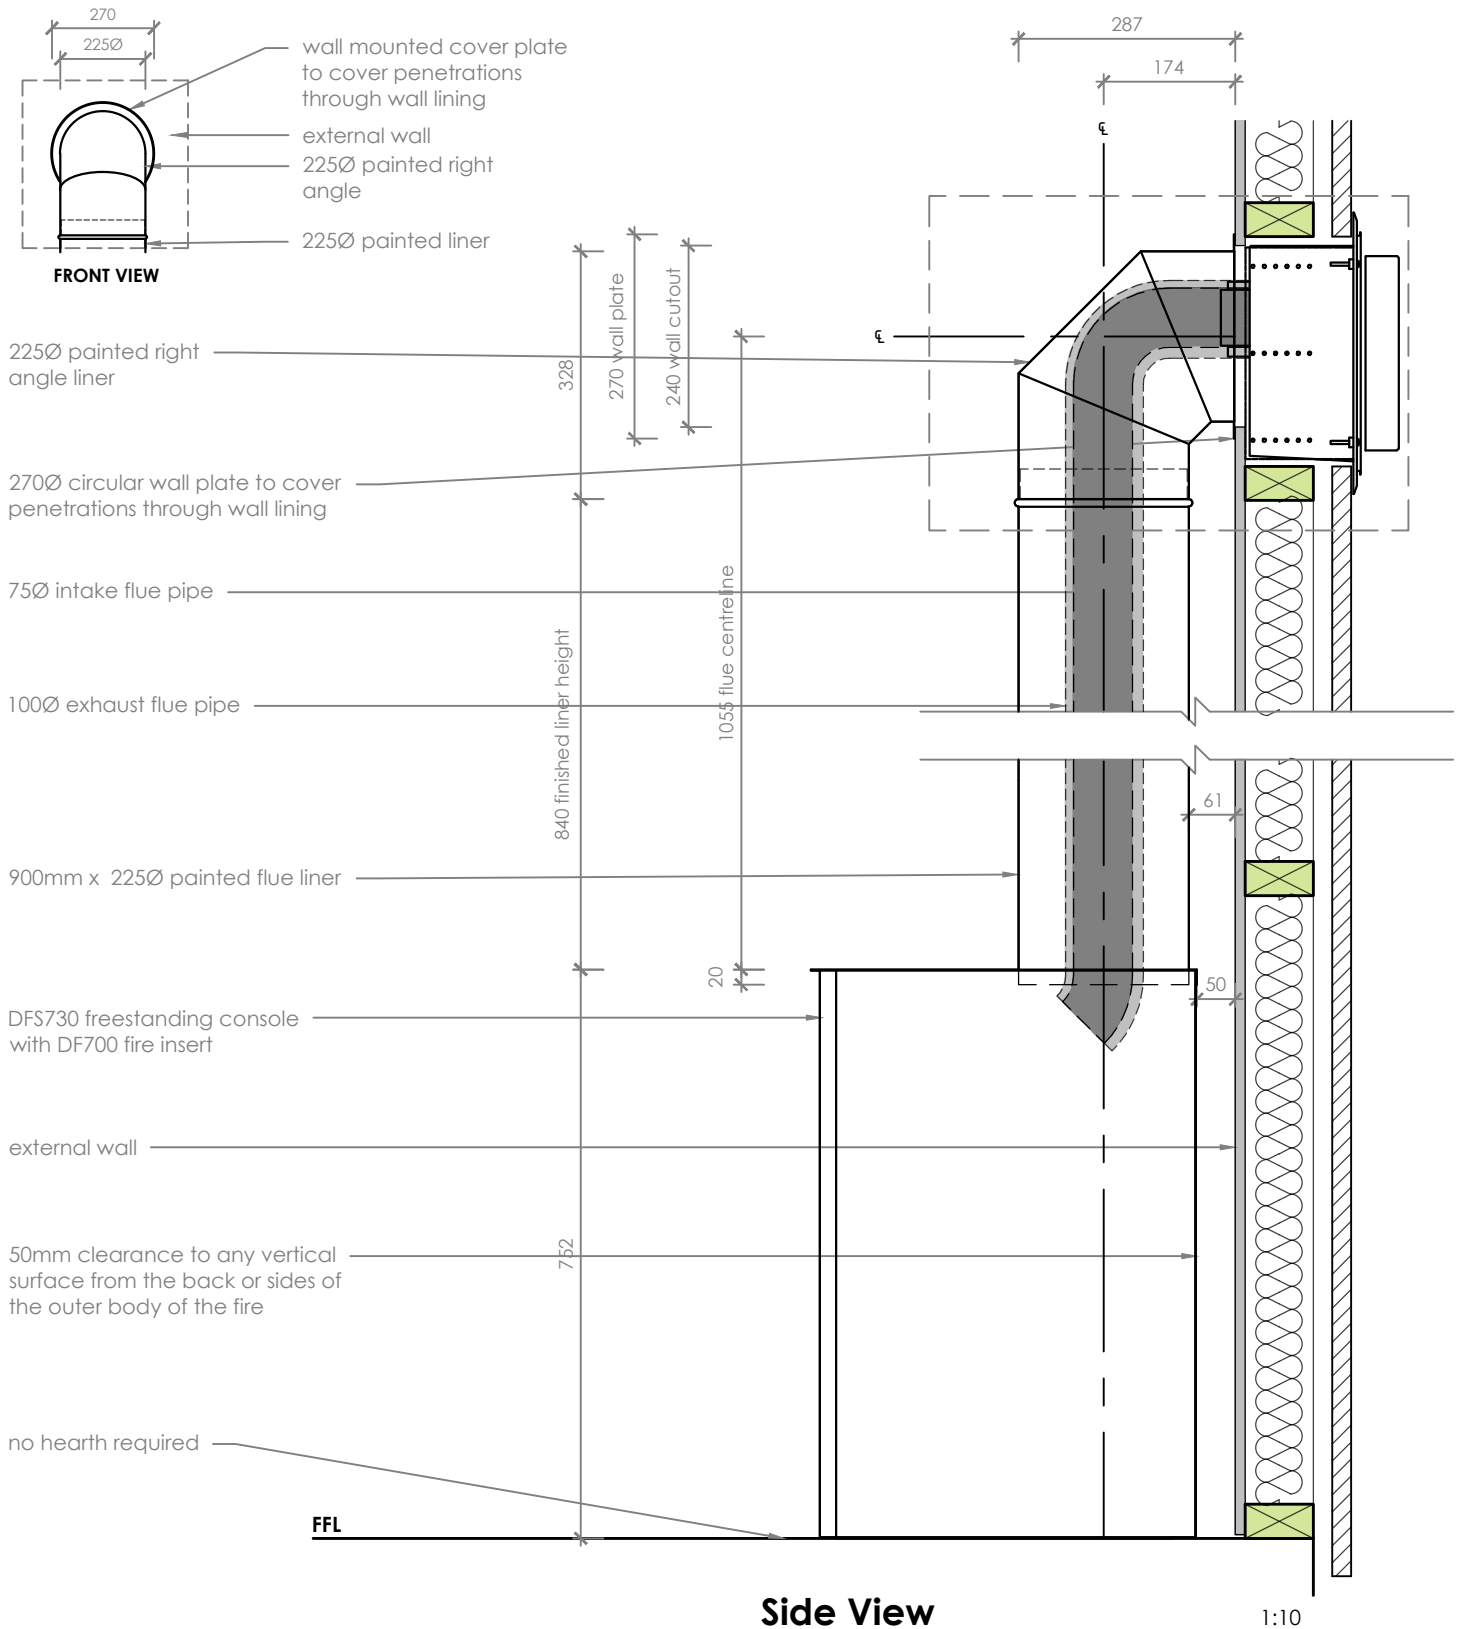 270
225Ø
wall mounted cover plate
to cover penetrations
through wall lining
external wall
225Ø painted right
angle
225Ø painted liner
FRONT VIEW
287
174
℄
℄
225Ø painted right
angle liner
328
270 wall plate
240 wall cutout
270Ø circular wall plate to cover
penetrations through wall lining
75Ø intake flue pipe
840 finished liner height
1055 flue centreline
100Ø exhaust flue pipe
61
900mm x 225Ø painted flue liner
20
50
DFS730 freestanding console
with DF700 fire insert
external wall
50mm clearance to any vertical
surface from the back or sides of
the outer body of the fire
752
no hearth required
FFL
Side View
1:10